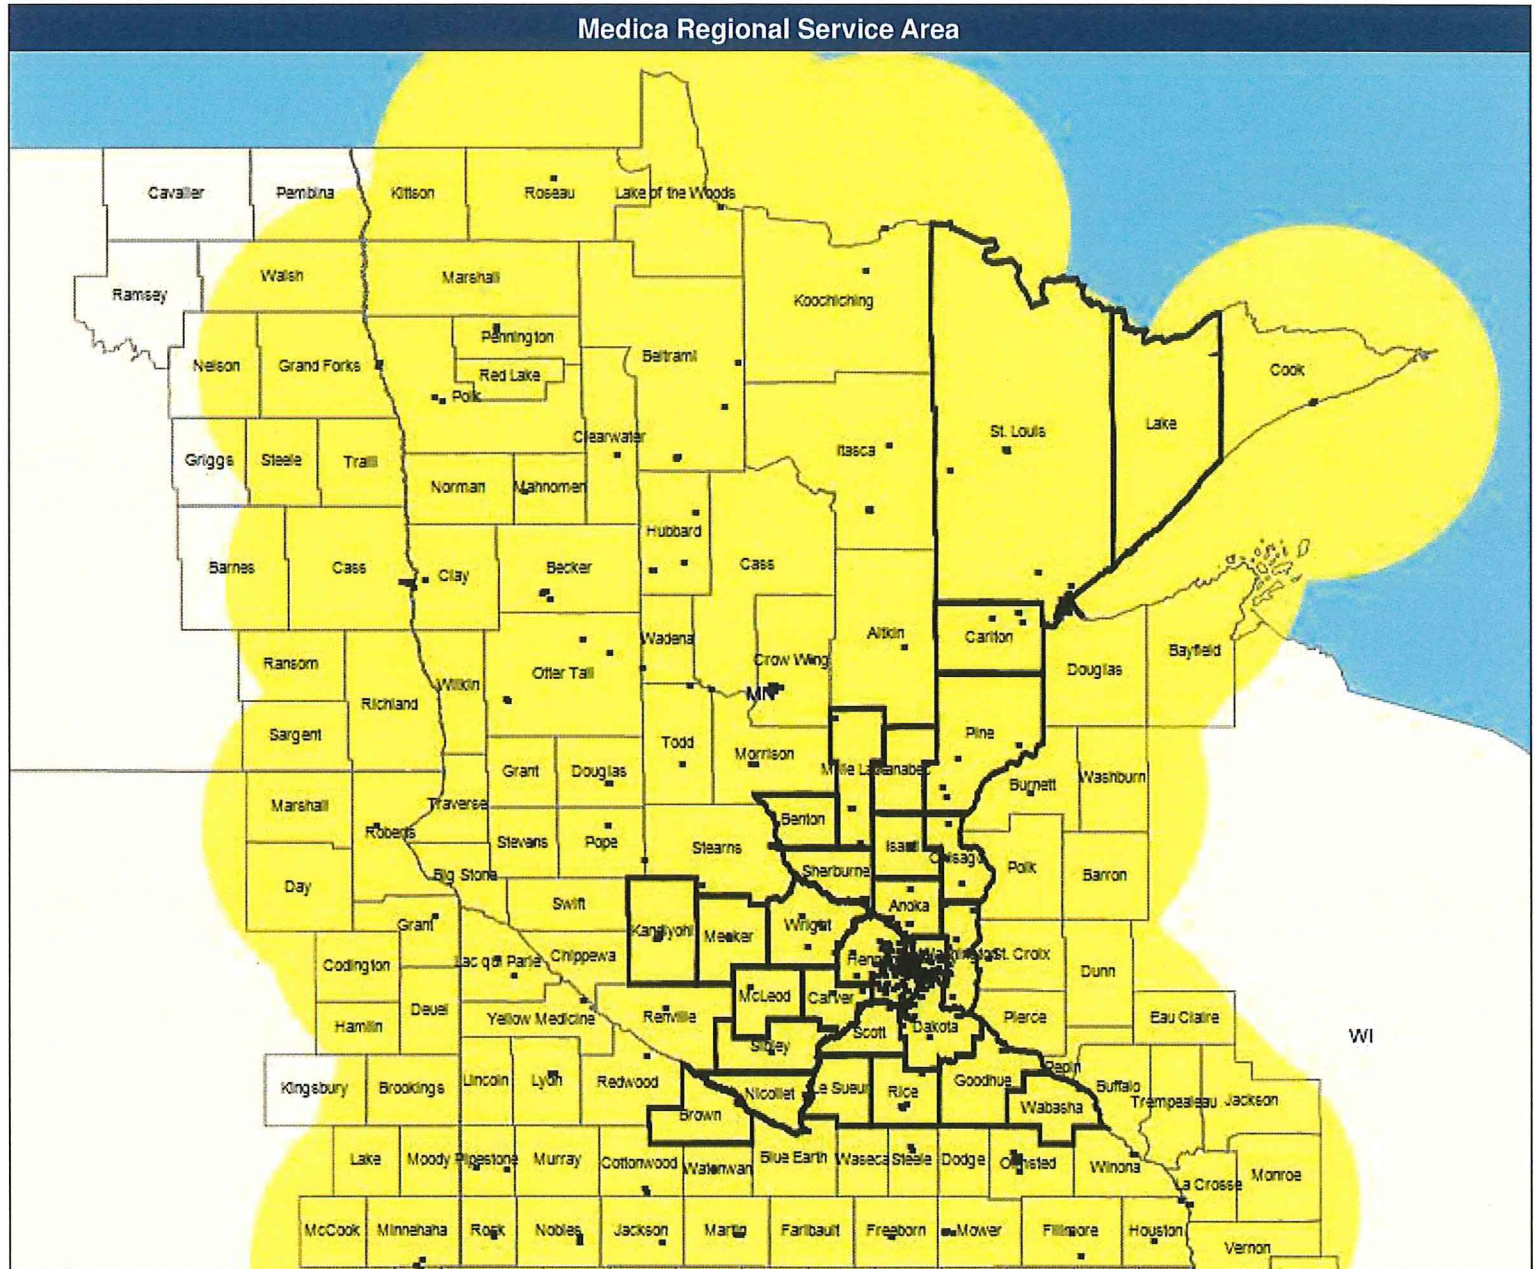 Medica Regional Service Area
Cavalier Pembina Kittson Roseau Lake of the Woods
Walsh Marshall
Ramsey Koochiching
Pennington
Nelson Grand Forks Red Lake Beltrami Cook
Polk
Lake
Clearwater St. Louis
Griggs Steele Traill Itasca
Norman Mahnomen
Hubbard
Barnes Cass Clay Becker Cass
Aitkin Carlton
Wadena
Ransom Otter Tail Crow Wing Douglas Bayfield
Wilkin
MN
Richland
Sargent Pine
Todd Morrison
Grant Douglas Mille Lacs Kanabec Burnett Washburn
Marshall Traverse
Benton
Roberts Stevens Pope Stearns
Isanti Chisago
Day Big Stone Sherburne Polk Barron
Swift Anoka
Grant Kandiyohi Meeker Wright
Codington Lac qui Parle Chippewa Washington St. Croix
Dunn
McLeod Carver
Deuel
Hamlin Yellow Medicine Renville Scott Dakota Pierce Eau Claire
WI
Sibley
Pepin
Kingsbury Brookings Lincoln Lyon Redwood Nicollet Le Sueur Rice Goodhue Buffalo
Brown Wabasha Trempealeau Jackson
Lake Moody Pipestone Murray Cottonwood Watonwan Blue Earth Waseca Steele Dodge Olmsted Winona
La Crosse Monroe
McCook Minnehaha Rock Nobles Jackson Martin Faribault Freeborn Mower Fillmore Houston
Vernon